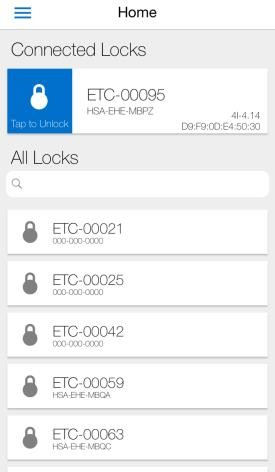 Home
Connected Locks
ETC-00095
HSA-EHE-MBPZ
Tap to Unlock
4I-4.14
D9:F9:0D:E4:50:30
All Locks
ETC-00021
000-000-0000
ETC-00025
000-000-0000
ETC-00042
000-000-0000
ETC-00059
HSA-EHE-MBQA
ETC-00063
HSA-EHE-MBQC